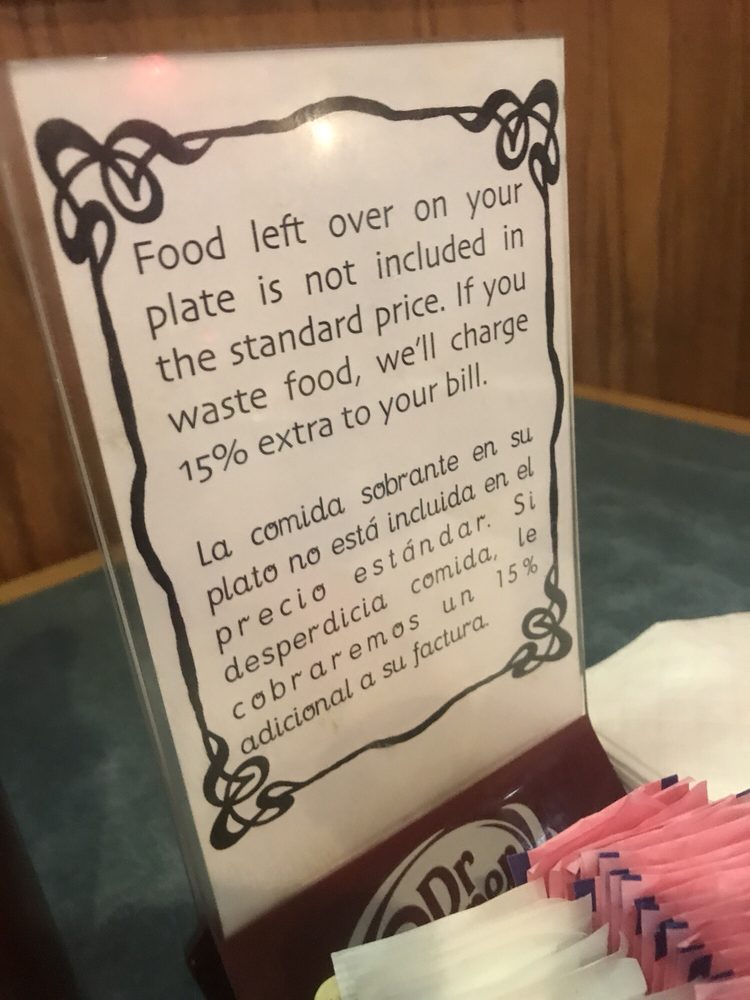 Food left over on your
plate is not included in
the standard price. If you
waste food, we'll charge
15% extra to your bill.
La comida sobrante en su
plato no está incluida en el
precio estándar. Si
desperdicia comida, le
cobraremos un 15%
adicional a su factura.
Dr